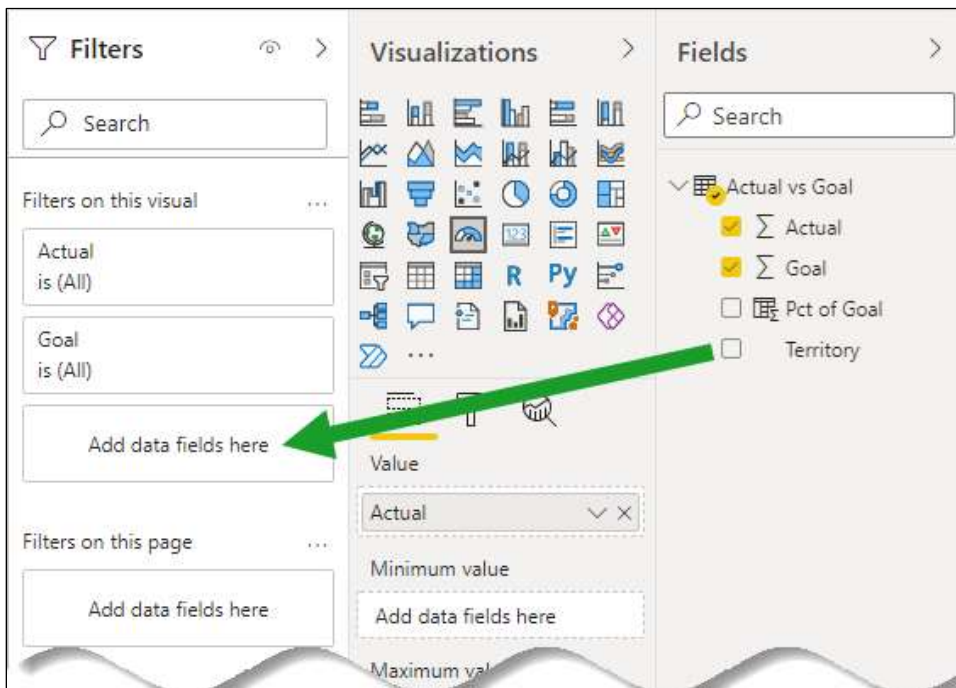 Filters
Search
Filters on this visual ...
Actual
is (All)
Goal
is (All)
Add data fields here
Filters on this page ...
Add data fields here
Visualizations
123
R Py
...
Value
Actual
Minimum value
Add data fields here
Maximum
Fields
Search
Actual vs Goal
Actual
Goal
Pct of Goal
Territory